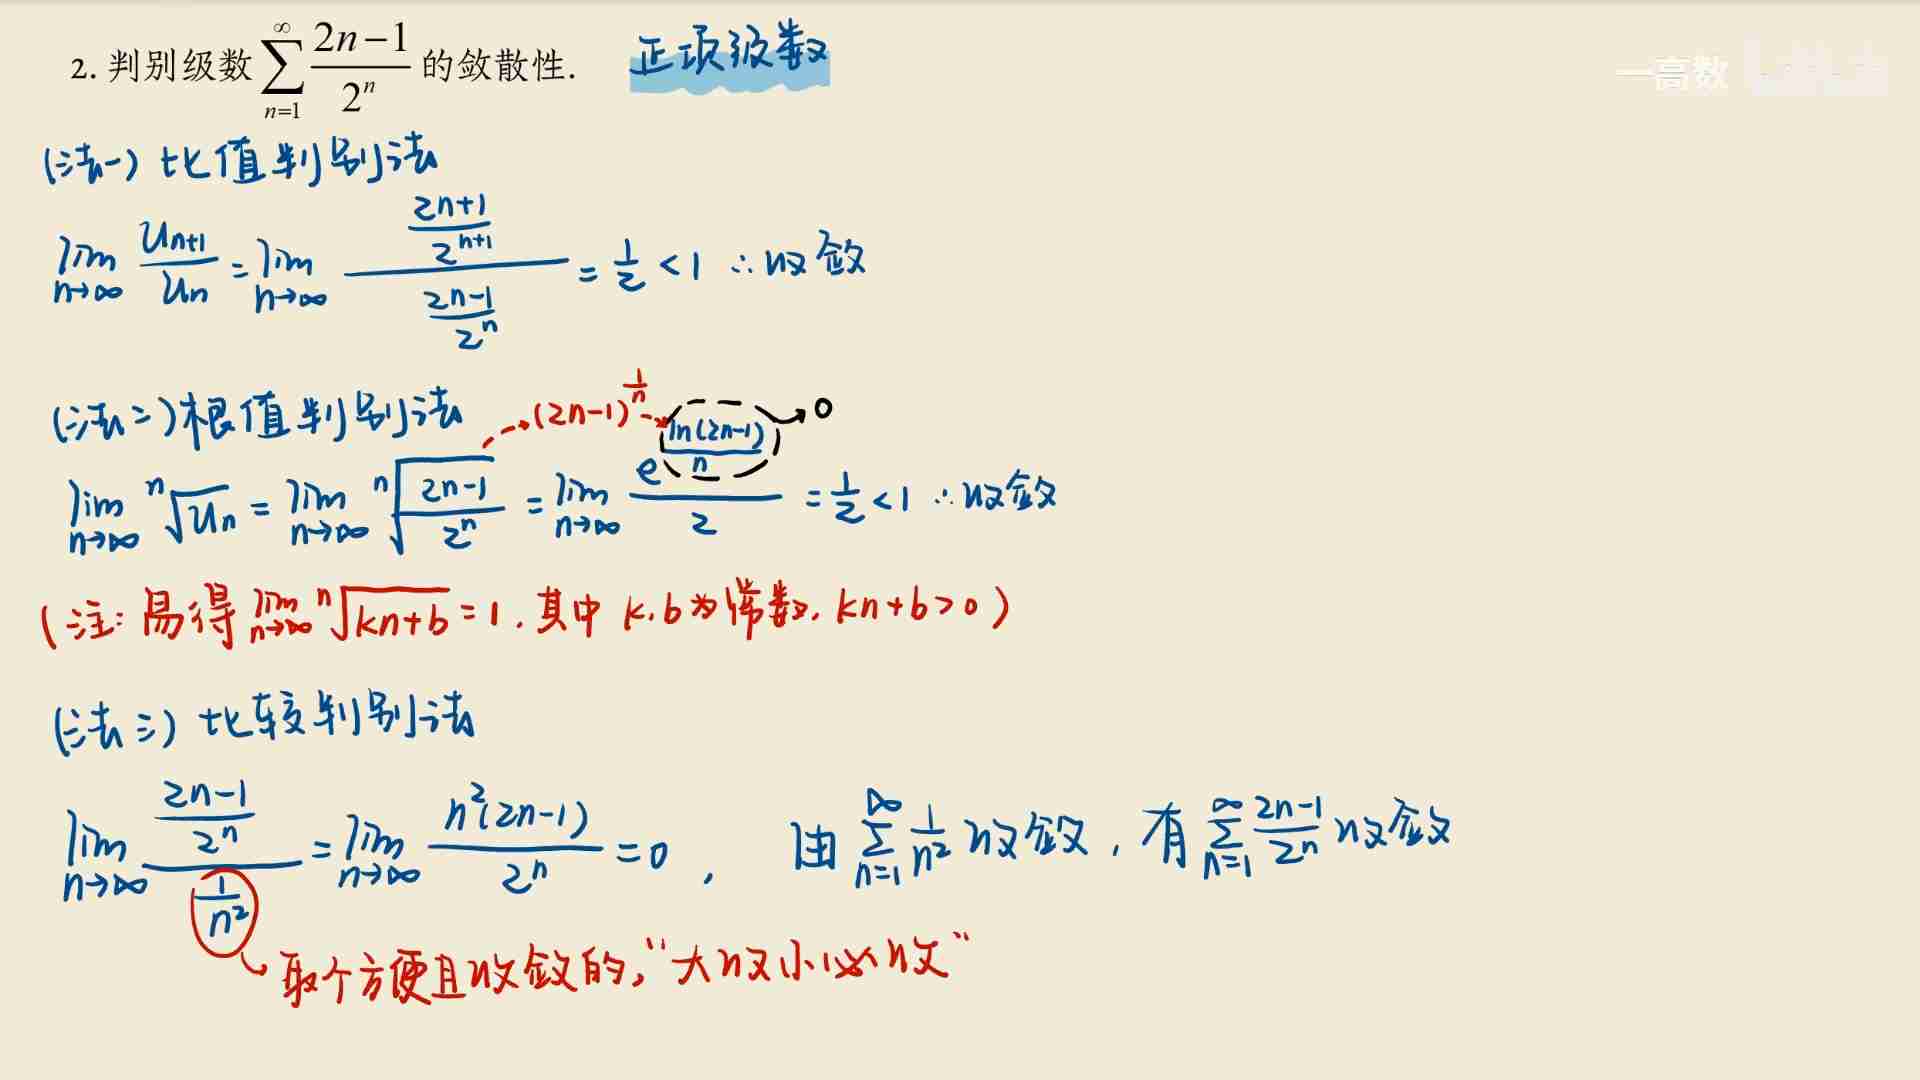 2. 判别级数 $\sum_{n=1}^{\infty}\frac{2n-1}{2^n}$ 的敛散性. 正项级数
一高数
(法一) 比值判别法
$\lim_{n\to\infty}\frac{u_{n+1}}{u_n}=\lim_{n\to\infty}\frac{\frac{2n+1}{2^{n+1}}}{\frac{2n-1}{2^n}}=\frac{1}{2}<1$ ∴收敛
(法二) 根值判别法
$(2n-1)^{\frac{1}{n}}$ → 0
$\lim_{n\to\infty}\sqrt[n]{u_n}=\lim_{n\to\infty}\sqrt[n]{\frac{2n-1}{2^n}}=\lim_{n\to\infty}\frac{e^{\frac{\ln(2n-1)}{n}}}{2}=\frac{1}{2}<1$ ∴收敛
(注: 易得 $\lim_{n\to\infty}\sqrt[n]{kn+b}=1$, 其中 k, b 为常数, kn+b>0)
(法三) 比较判别法
$\lim_{n\to\infty}\frac{\frac{2n-1}{2^n}}{\frac{1}{n^2}}=\lim_{n\to\infty}\frac{n^2(2n-1)}{2^n}=0$, 由 $\sum_{n=1}^{\infty}\frac{1}{n^2}$ 收敛, 有 $\sum_{n=1}^{\infty}\frac{2n-1}{2^n}$ 收敛
取个方便且收敛的, “大收小必收”